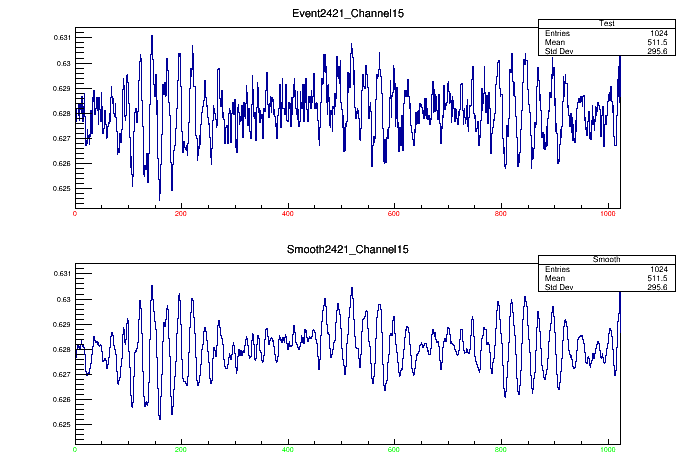 Event2421_Channel15
Test
Entries 1024
Mean 511.5
Std Dev 295.6
0.631
0.63
0.629
0.628
0.627
0.626
0.625
0 200 400 600 800 1000
Smooth2421_Channel15
Smooth
Entries 1024
Mean 511.5
Std Dev 295.6
0.631
0.63
0.629
0.628
0.627
0.626
0.625
0 200 400 600 800 1000